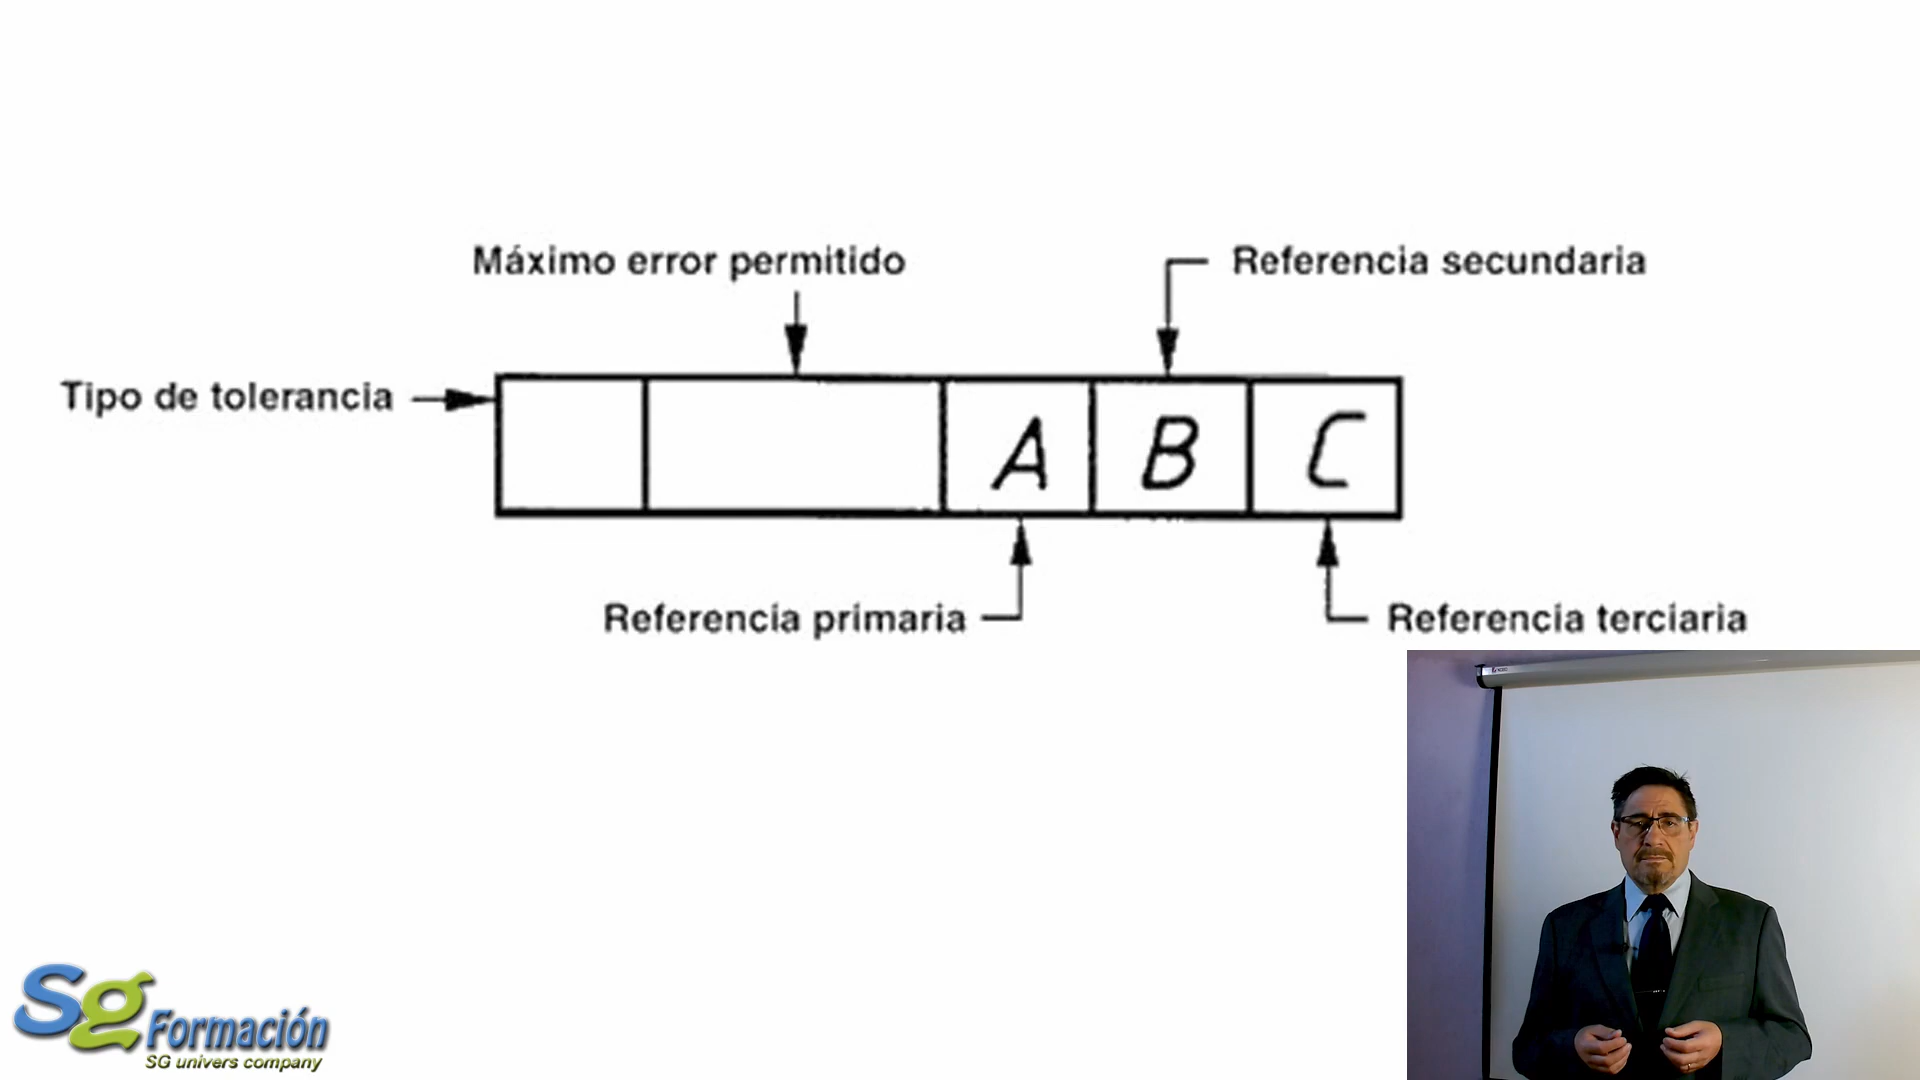 Máximo error permitido
Referencia secundaria
Tipo de tolerancia
A B C
Referencia primaria
Referencia terciaria
Sg Formación
SG univers company